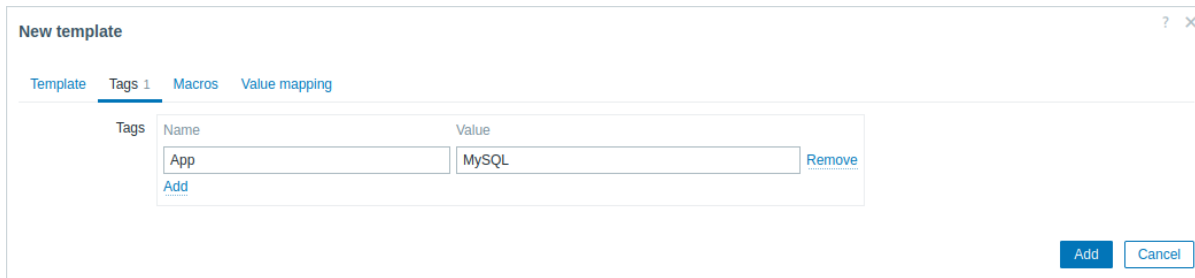 New template
?
Template Tags 1 Macros Value mapping
Tags Name Value
App MySQL Remove
Add
Add Cancel